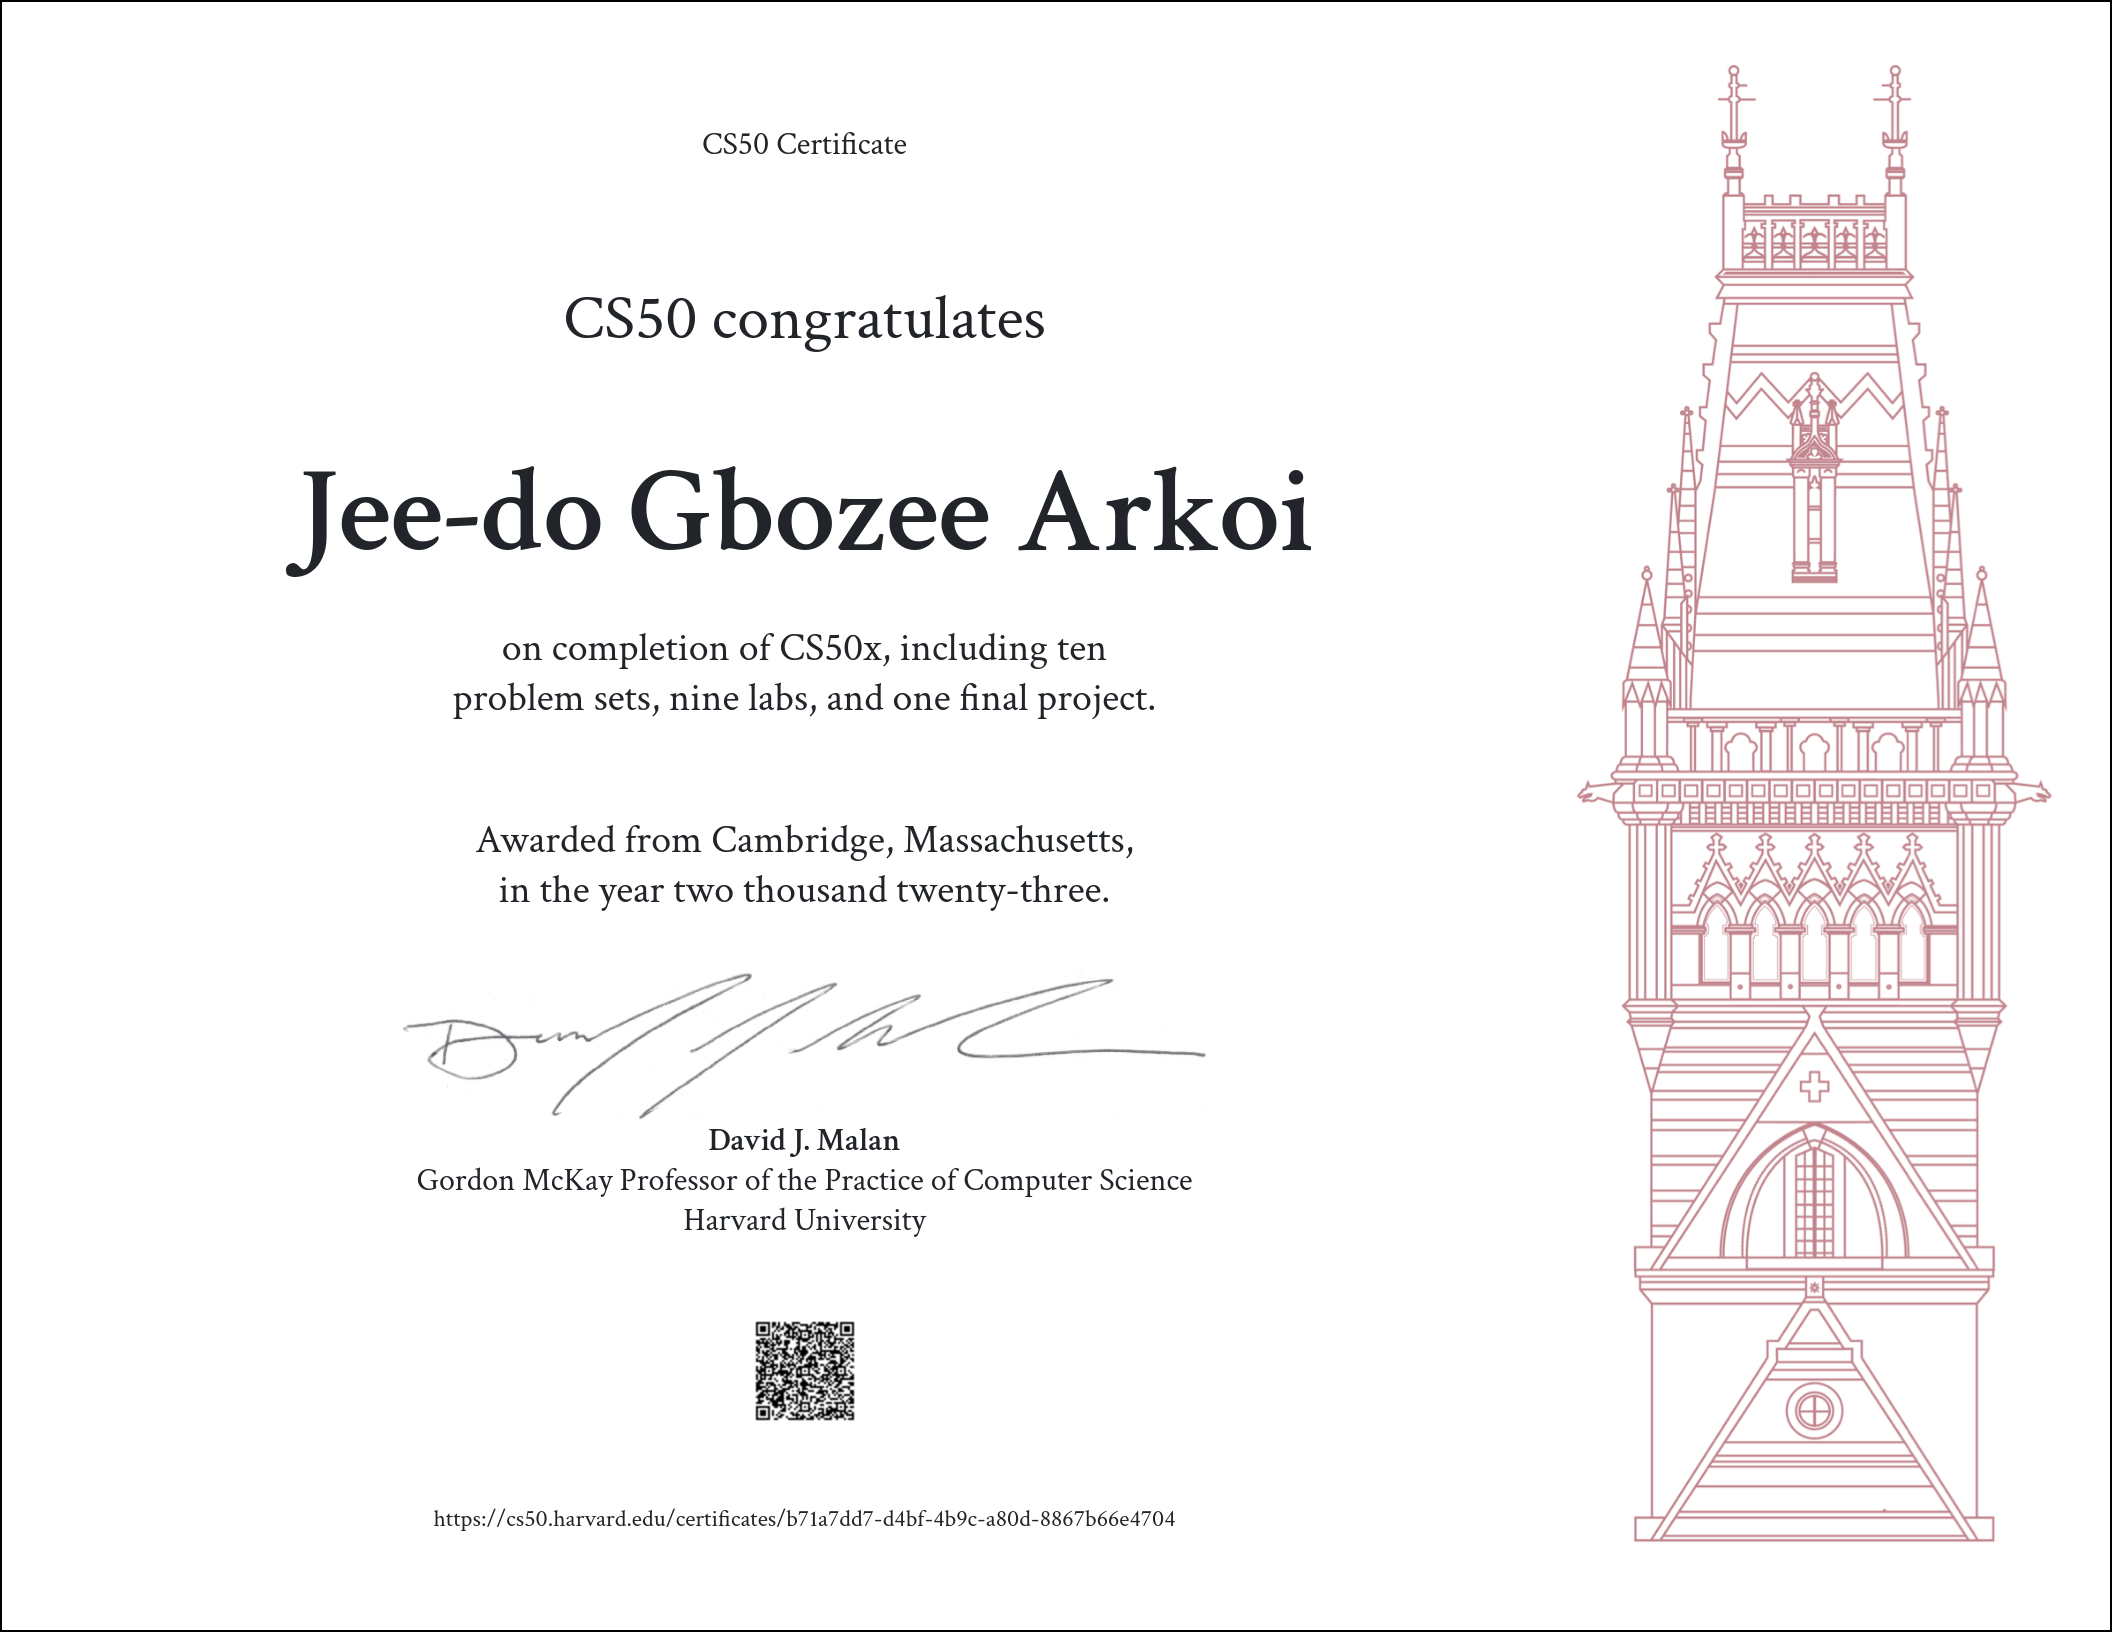 CS50 Certificate
CS50 congratulates
Jee-do Gbozee Arkoi
on completion of CS50x, including ten
problem sets, nine labs, and one final project.
Awarded from Cambridge, Massachusetts,
in the year two thousand twenty-three.
David J. Malan
Gordon McKay Professor of the Practice of Computer Science
Harvard University
https://cs50.harvard.edu/certificates/b71a7dd7-d4bf-4b9c-a80d-8867b66e4704